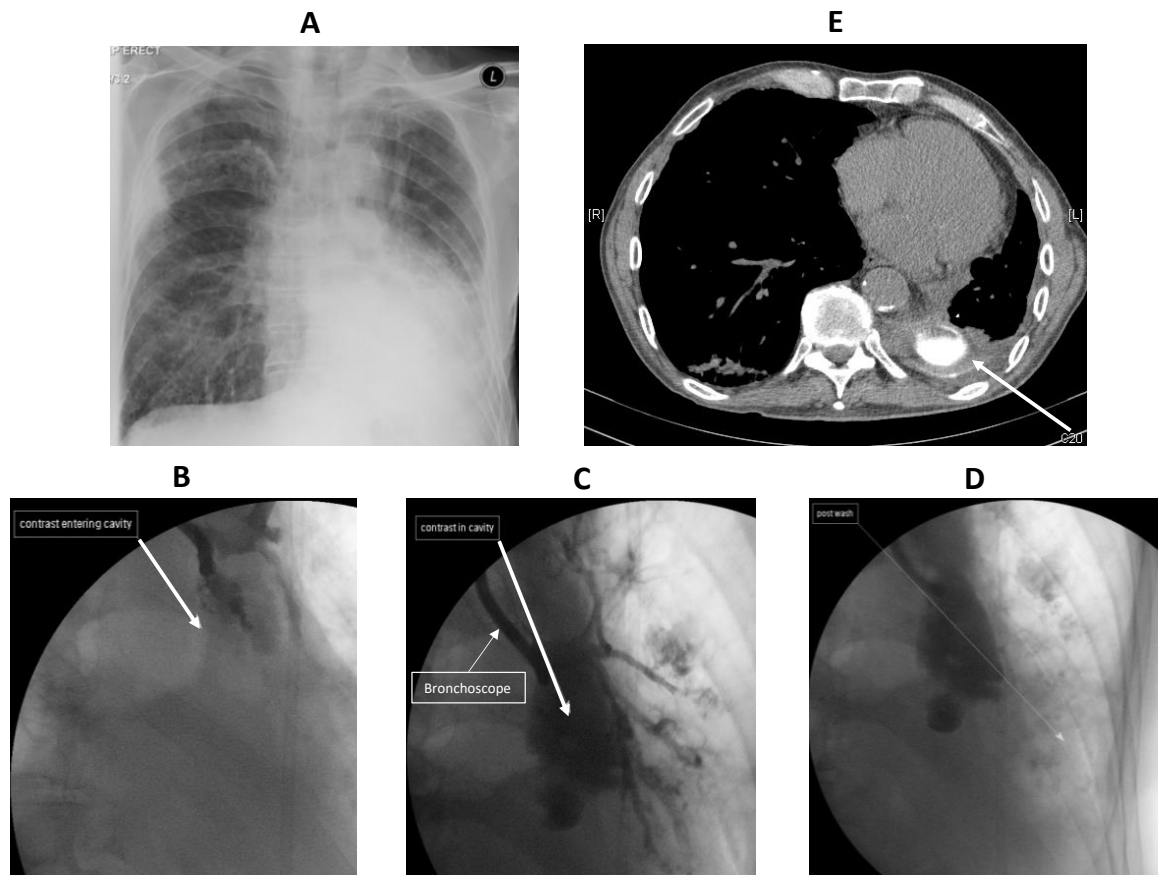 A
E
P ERECT
L
[R]
[L]
C20
B
C
D
contrast entering cavity
contrast in cavity
Bronchoscope
post wash